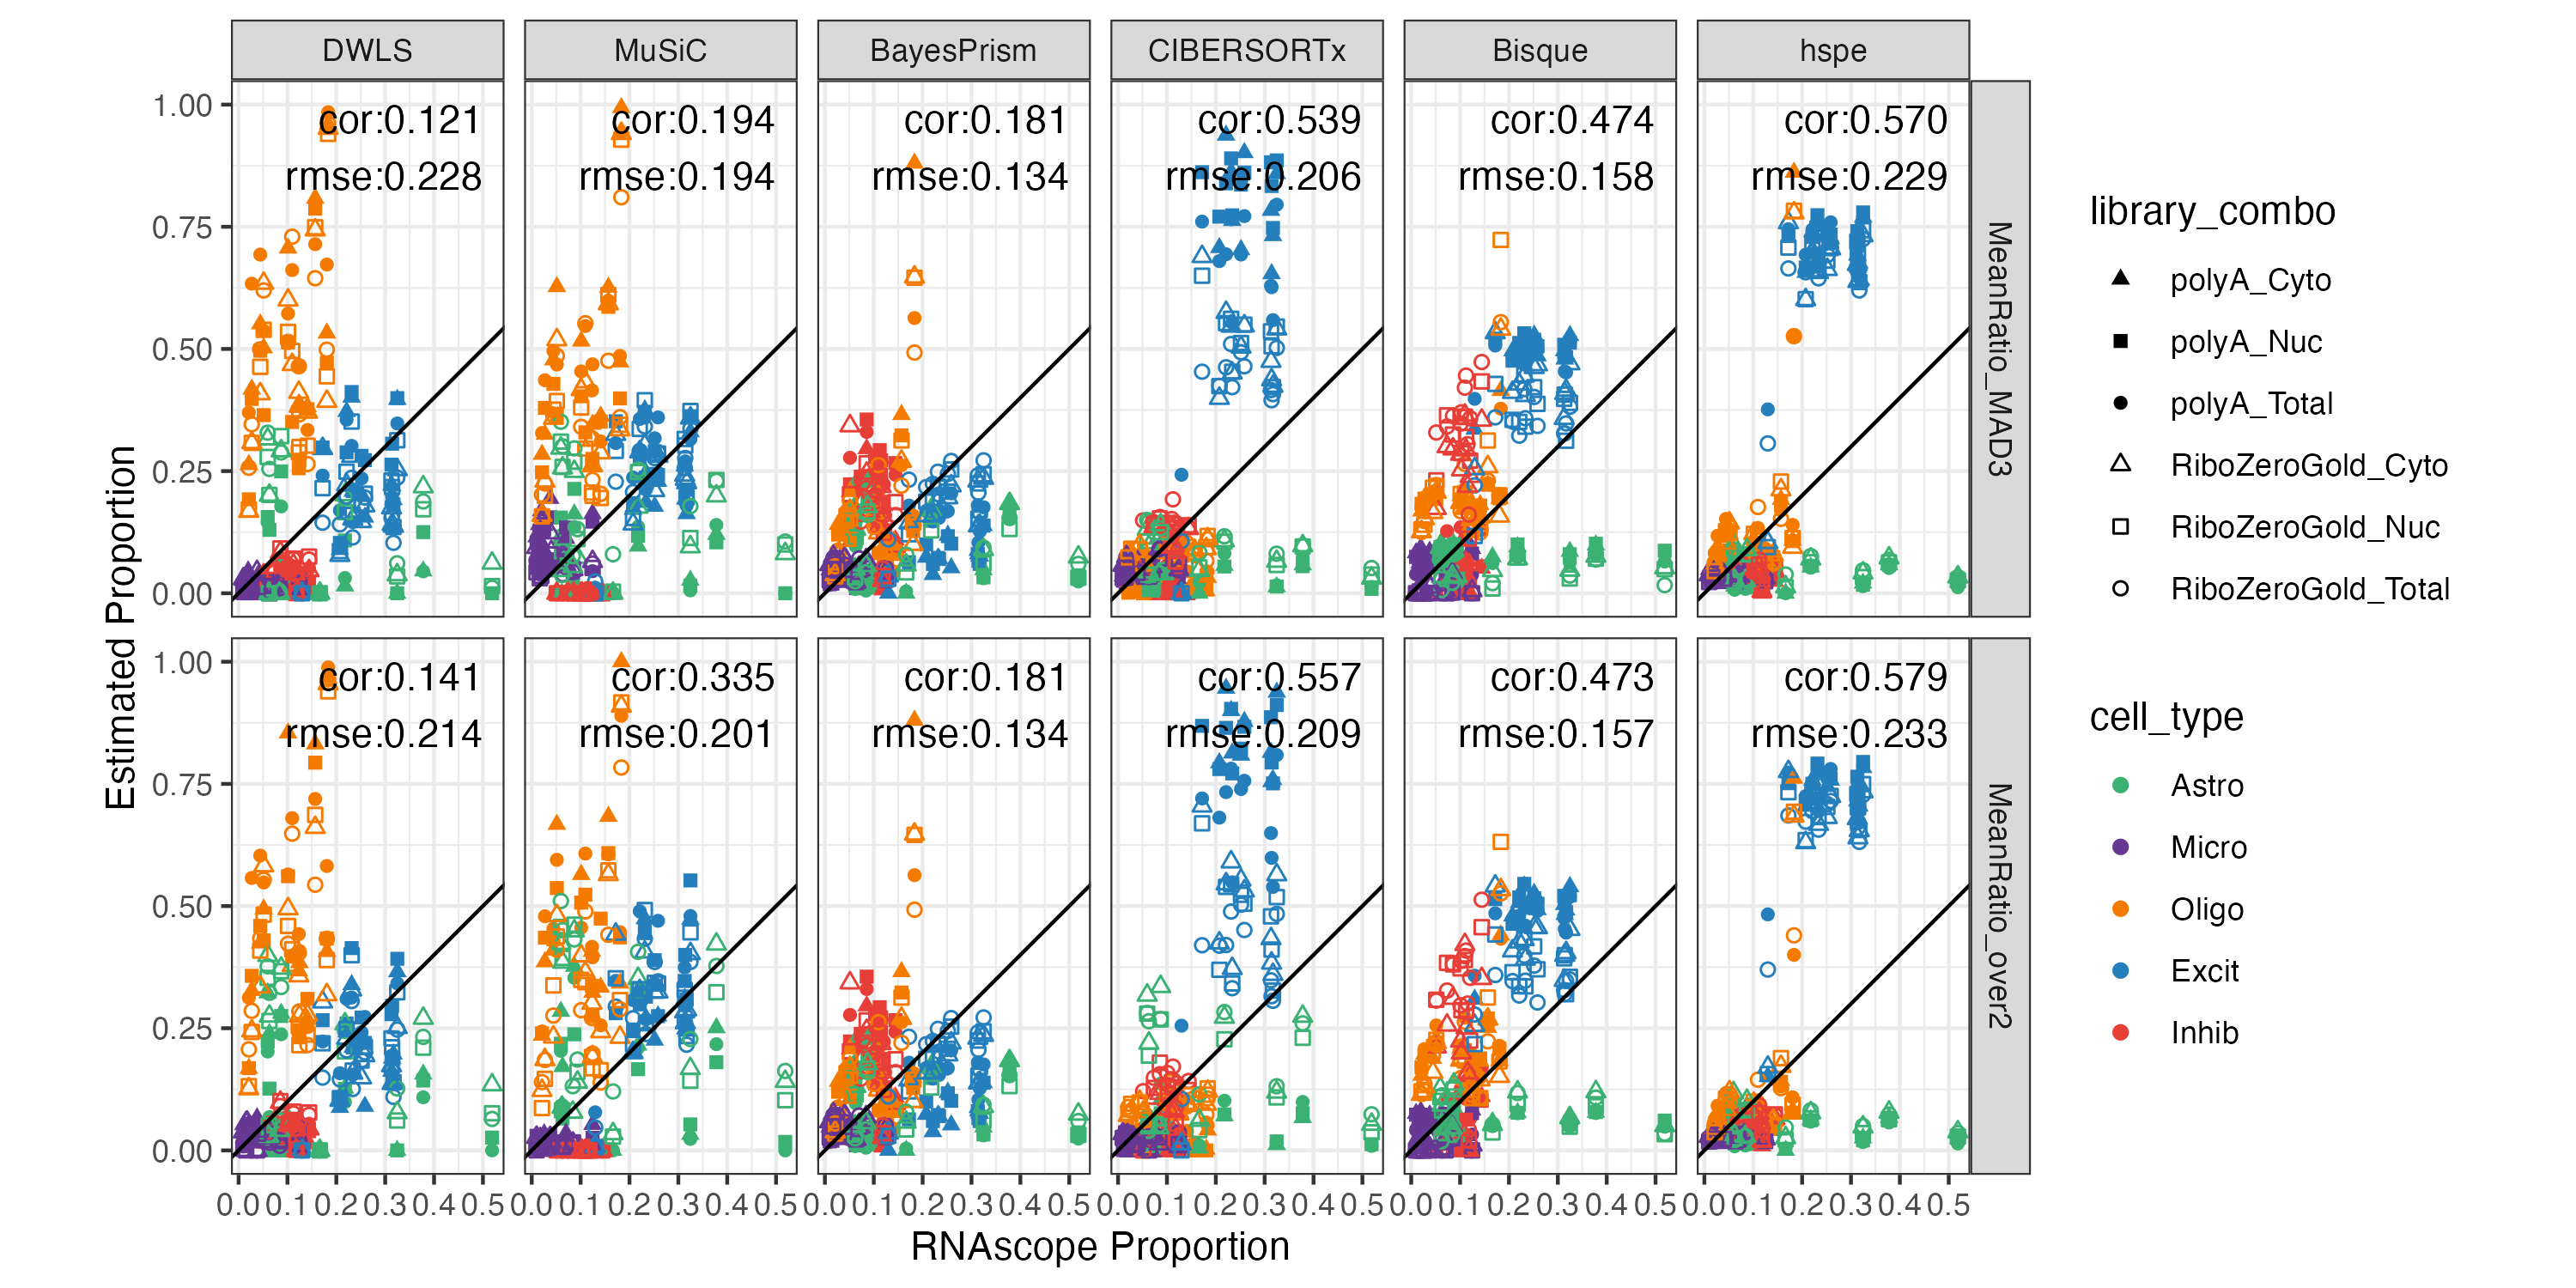 DWLS MuSiC BayesPrism CIBERSORTx Bisque hspe
Estimated Proportion
1.00
0.75
0.50
0.25
0.00
cor:0.121
rmse:0.228
cor:0.194
rmse:0.194
cor:0.181
rmse:0.134
cor:0.539
rmse:0.206
cor:0.474
rmse:0.158
cor:0.570
rmse:0.229
MeanRatio_MAD3
1.00
0.75
0.50
0.25
0.00
cor:0.141
rmse:0.214
cor:0.335
rmse:0.201
cor:0.181
rmse:0.134
cor:0.557
rmse:0.209
cor:0.473
rmse:0.157
cor:0.579
rmse:0.233
MeanRatio_over2
0.0 0.1 0.2 0.3 0.4 0.5 0.0 0.1 0.2 0.3 0.4 0.5 0.0 0.1 0.2 0.3 0.4 0.5 0.0 0.1 0.2 0.3 0.4 0.5 0.0 0.1 0.2 0.3 0.4 0.5 0.0 0.1 0.2 0.3 0.4 0.5
RNAscope Proportion
library_combo
polyA_Cyto
polyA_Nuc
polyA_Total
RiboZeroGold_Cyto
RiboZeroGold_Nuc
RiboZeroGold_Total
cell_type
Astro
Micro
Oligo
Excit
Inhib